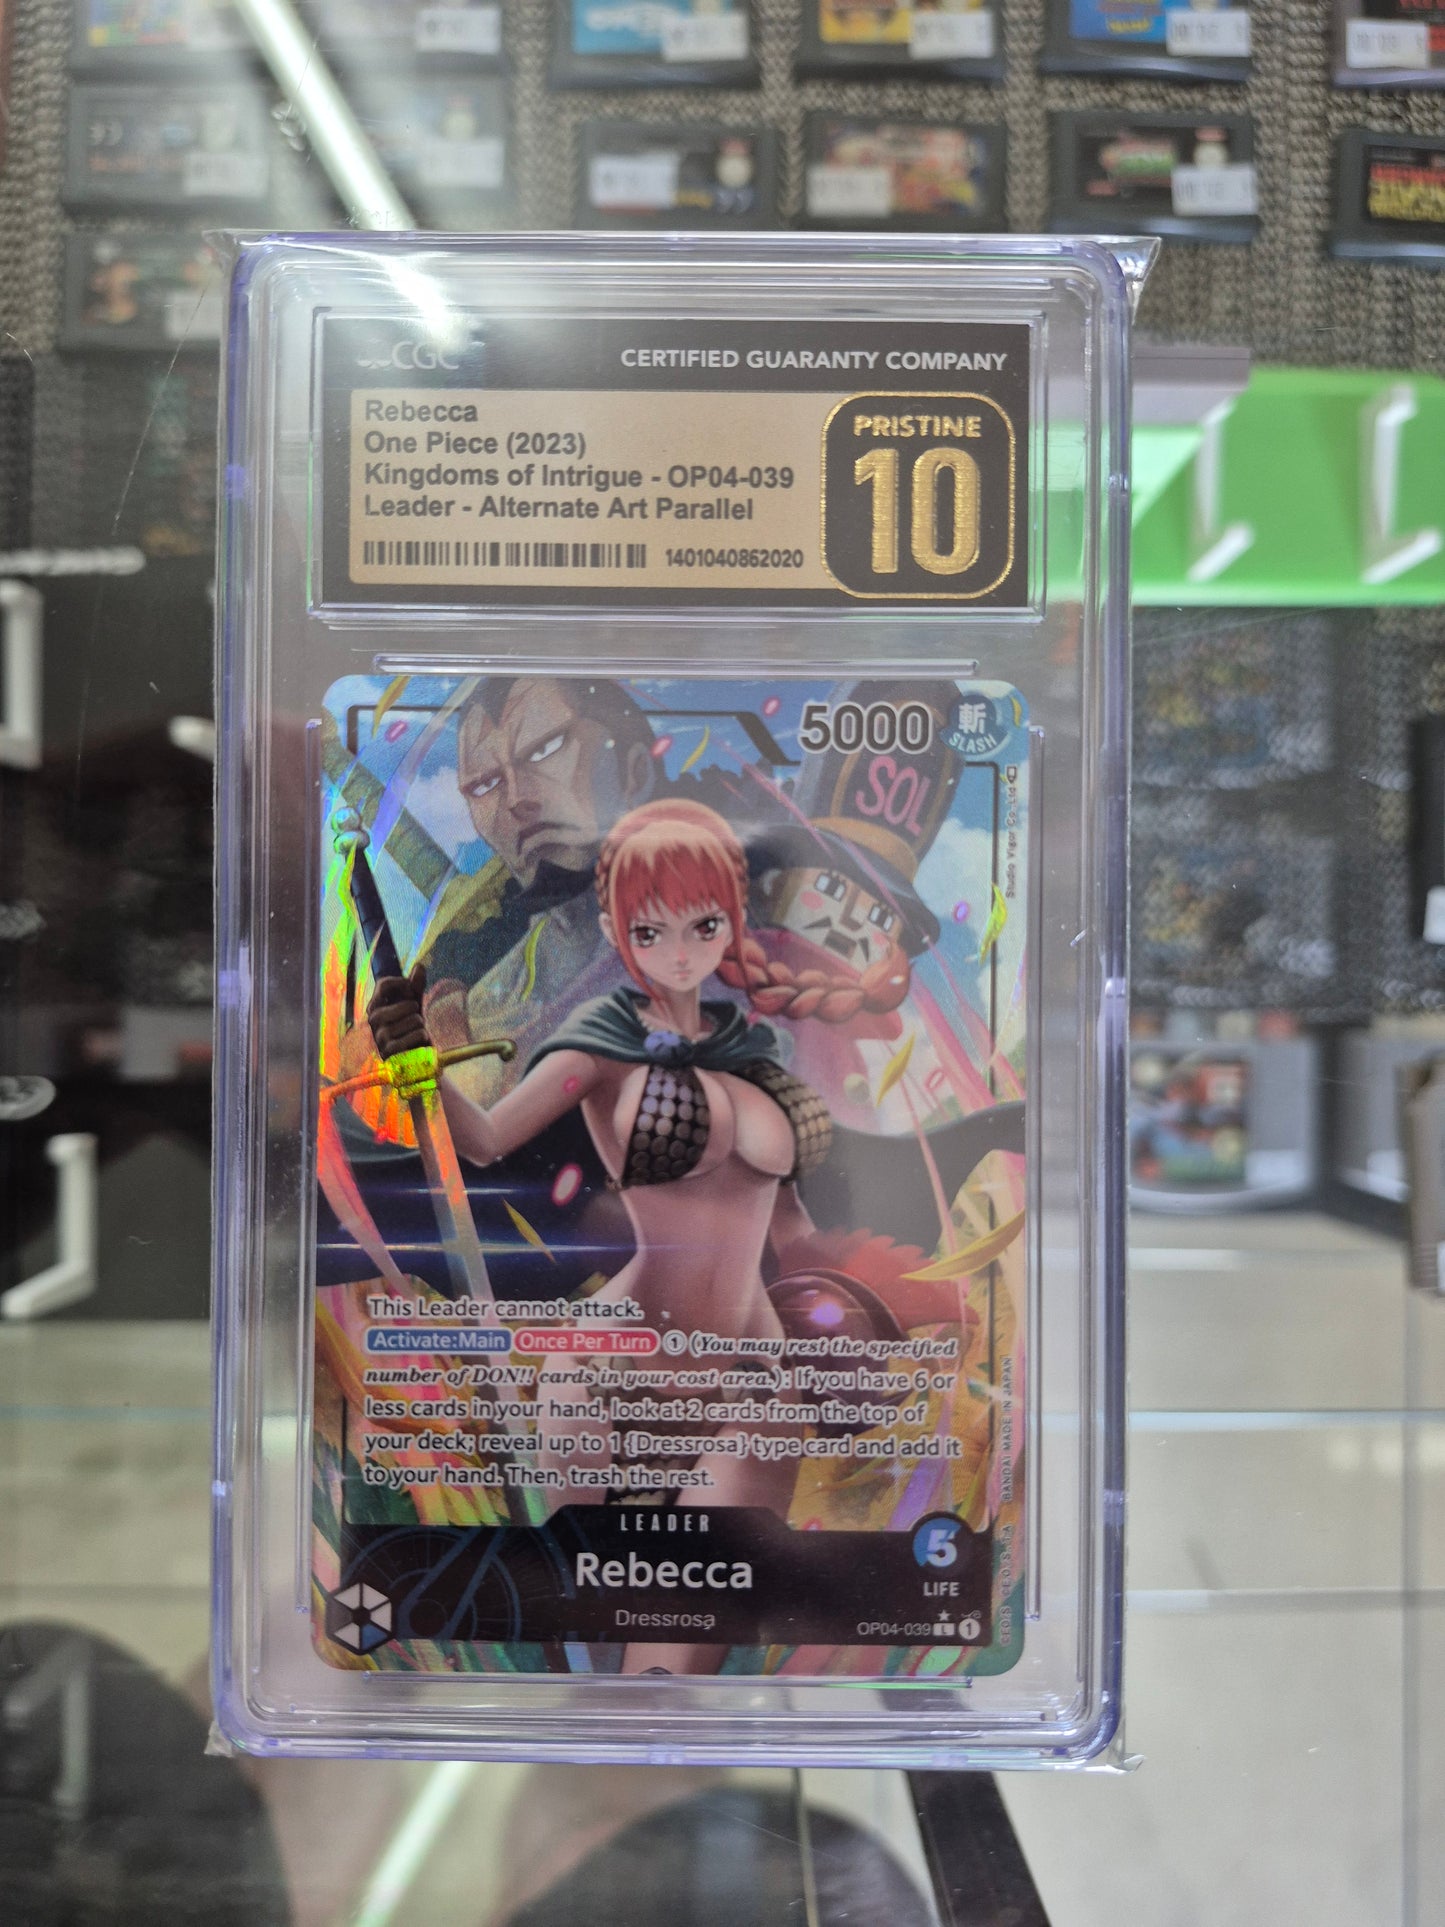 CGC
CERTIFIED GUARANTY COMPANY
Rebecca
One Piece (2023)
Kingdoms of Intrigue - OP04-039
Leader - Alternate Art Parallel
1401040862020
PRISTINE
10
5000
斬
SLASH
SOL
Studio Vigor Co.,Ltd
This Leader cannot attack.
Activate:Main Once Per Turn ① (You may rest the specified
number of DON!! cards in your cost area.): If you have 6 or
less cards in your hand, look at 2 cards from the top of
your deck; reveal up to 1 {Dressrosa} type card and add it
to your hand. Then, trash the rest.
BANDAI MADE IN JAPAN
LEADER
Rebecca
Dressrosa
5
LIFE
OP04-039 L 1